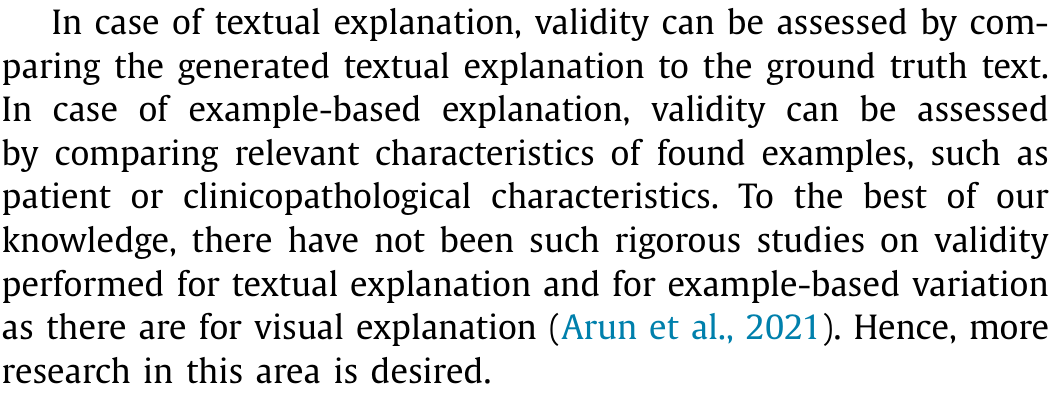 In case of textual explanation, validity can be assessed by com-
paring the generated textual explanation to the ground truth text.
In case of example-based explanation, validity can be assessed
by comparing relevant characteristics of found examples, such as
patient or clinicopathological characteristics. To the best of our
knowledge, there have not been such rigorous studies on validity
performed for textual explanation and for example-based variation
as there are for visual explanation (Arun et al., 2021). Hence, more
research in this area is desired.